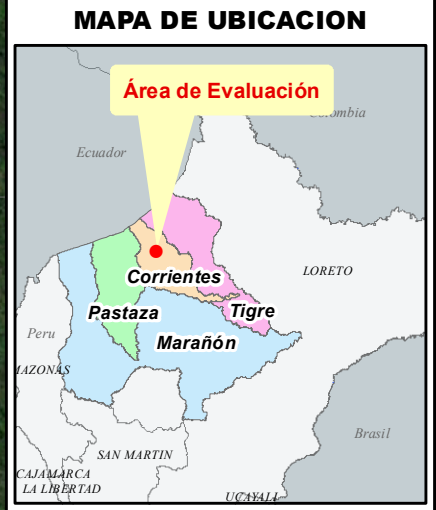 MAPA DE UBICACION
Área de Evaluación
Colombia
Ecuador
LORETO
Corrientes
Pastaza
Tigre
Marañón
Peru
AMAZONAS
Brasil
SAN MARTIN
CAJAMARCA
LA LIBERTAD
UCAYALI